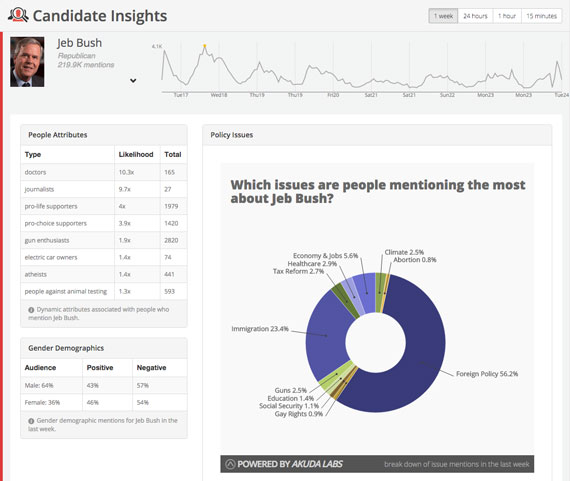 Candidate Insights
1 week 24 hours 1 hour 15 minutes
Jeb Bush
Republican
219.9K mentions
4.1K
Tue17 Wed18 Thu19 Thu19 Fri20 Sat21 Sat21 Sun22 Mon23 Mon23 Tue24
People Attributes
Type Likelihood Total
doctors 10.3x 165
journalists 9.7x 27
pro-life supporters 4x 1979
pro-choice supporters 3.9x 1420
gun enthusiasts 1.9x 2820
electric car owners 1.4x 74
atheists 1.4x 441
people against animal testing 1.3x 593
Dynamic attributes associated with people who
mention Jeb Bush.
Gender Demographics
Audience Positive Negative
Male: 64% 43% 57%
Female: 36% 46% 54%
Gender demographic mentions for Jeb Bush in the
last week.
Policy Issues
Which issues are people mentioning the most
about Jeb Bush?
Economy & Jobs 5.6%
Healthcare 2.9%
Tax Reform 2.7%
Climate 2.5%
Abortion 0.8%
Immigration 23.4%
Foreign Policy 56.2%
Guns 2.5%
Education 1.4%
Social Security 1.1%
Gay Rights 0.9%
POWERED BY AKUDA LABS
break down of issue mentions in the last week